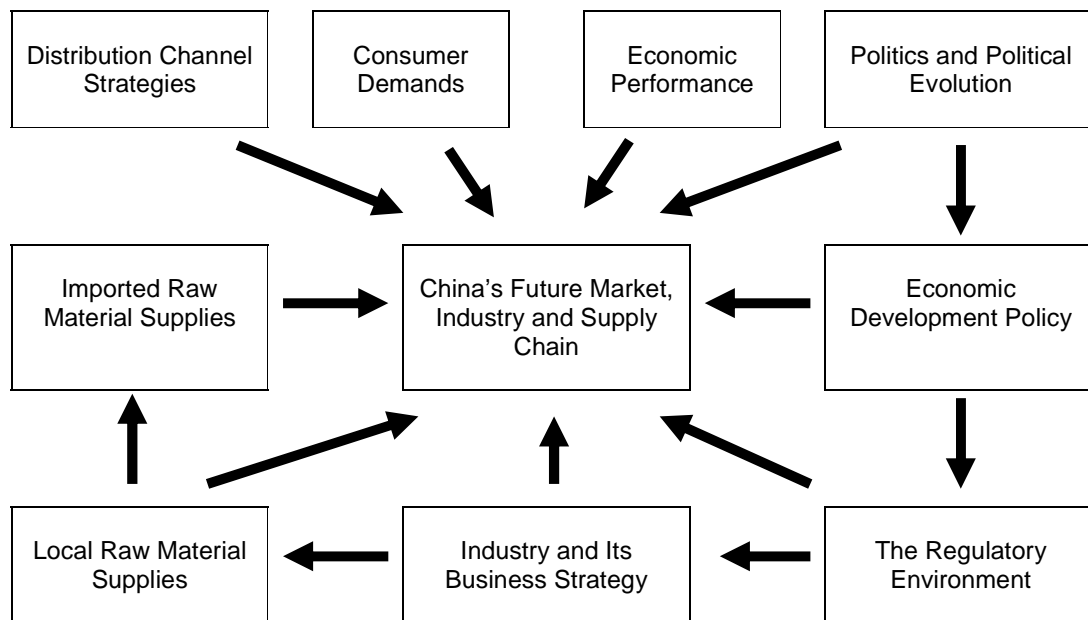 Distribution Channel
Strategies
Consumer
Demands
Economic
Performance
Politics and Political
Evolution
Imported Raw
Material Supplies
China’s Future Market,
Industry and Supply
Chain
Economic
Development Policy
Local Raw Material
Supplies
Industry and Its
Business Strategy
The Regulatory
Environment